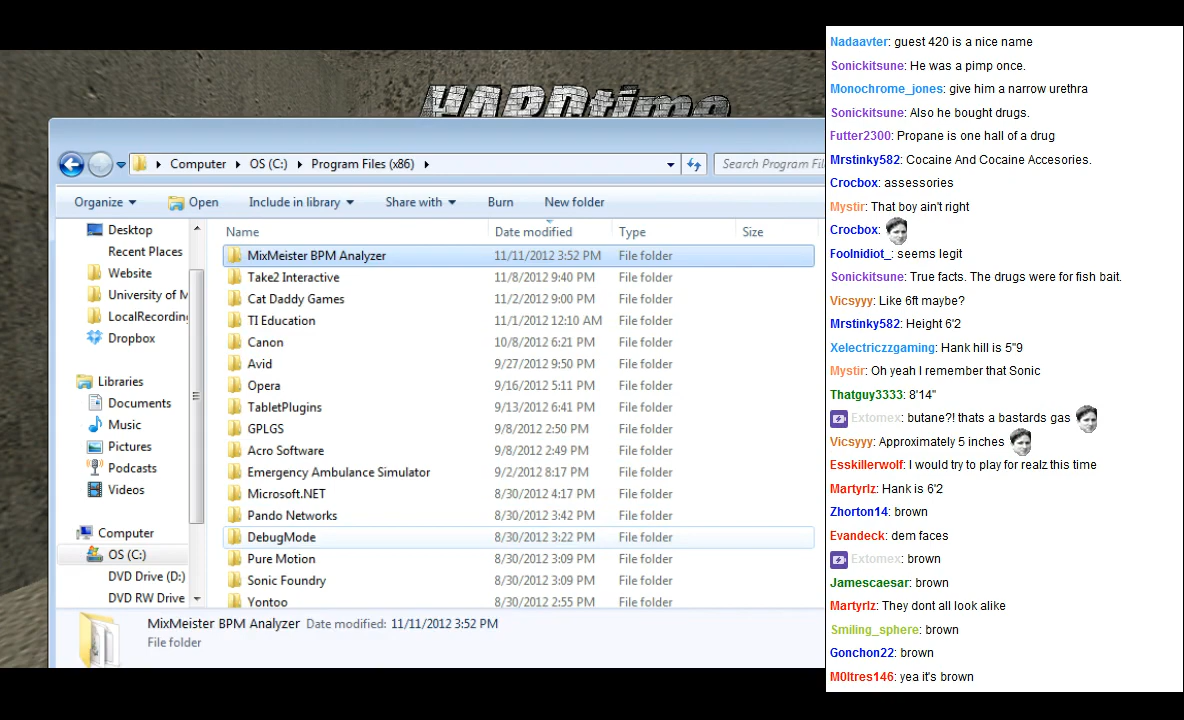 HARDtime
Computer OS (C:) Program Files (x86) Search Program Fil
Organize Open Include in library Share with Burn New folder
Name Date modified Type Size
Desktop
Recent Places
Website
University of M
LocalRecording
Dropbox
Libraries
Documents
Music
Pictures
Podcasts
Videos
Computer
OS (C:)
DVD Drive (D:)
DVD RW Drive
MixMeister BPM Analyzer 11/11/2012 3:52 PM File folder
Take2 Interactive 11/8/2012 9:40 PM File folder
Cat Daddy Games 11/2/2012 9:00 PM File folder
TI Education 11/1/2012 12:10 AM File folder
Canon 10/8/2012 6:21 PM File folder
Avid 9/27/2012 9:50 PM File folder
Opera 9/16/2012 5:11 PM File folder
TabletPlugins 9/13/2012 6:41 PM File folder
GPLGS 9/8/2012 2:50 PM File folder
Acro Software 9/8/2012 2:49 PM File folder
Emergency Ambulance Simulator 9/2/2012 8:17 PM File folder
Microsoft.NET 8/30/2012 4:17 PM File folder
Pando Networks 8/30/2012 3:42 PM File folder
DebugMode 8/30/2012 3:22 PM File folder
Pure Motion 8/30/2012 3:09 PM File folder
Sonic Foundry 8/30/2012 3:09 PM File folder
Yontoo 8/30/2012 2:55 PM File folder
MixMeister BPM Analyzer Date modified: 11/11/2012 3:52 PM
File folder
Nadaavter: guest 420 is a nice name
Sonickitsune: He was a pimp once.
Monochrome_jones: give him a narrow urethra
Sonickitsune: Also he bought drugs.
Futter2300: Propane is one hall of a drug
Mrstinky582: Cocaine And Cocaine Accesories.
Crocbox: assessories
Mystir: That boy ain't right
Crocbox:
Foolnidiot_: seems legit
Sonickitsune: True facts. The drugs were for fish bait.
Vicsyyy: Like 6ft maybe?
Mrstinky582: Height 6'2
Xelectriczzgaming: Hank hill is 5"9
Mystir: Oh yeah I remember that Sonic
Thatguy3333: 8'14"
Extomex: butane?! thats a bastards gas
Vicsyyy: Approximately 5 inches
Esskillerwolf: I would try to play for realz this time
Martyrlz: Hank is 6'2
Zhorton14: brown
Evandeck: dem faces
Extomex: brown
Jamescaesar: brown
Martyrlz: They dont all look alike
Smiling_sphere: brown
Gonchon22: brown
M0ltres146: yea it's brown